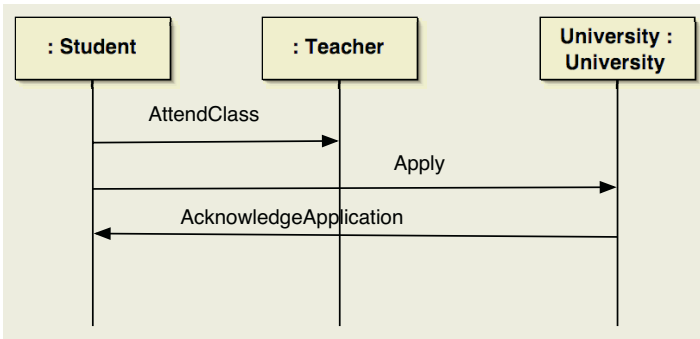 : Student
: Teacher
University :
University
AttendClass
Apply
AcknowledgeApplication